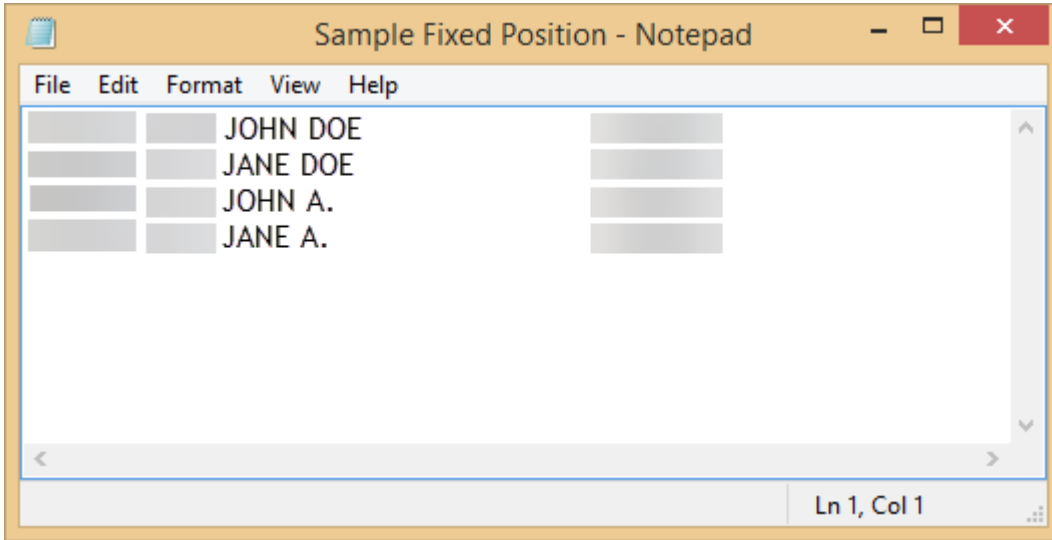 Sample Fixed Position - Notepad
File Edit Format View Help
JOHN DOE
JANE DOE
JOHN A.
JANE A.
Ln 1, Col 1